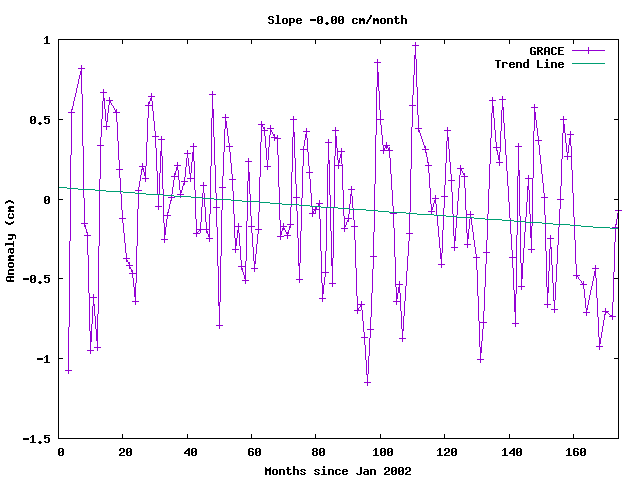 Slope -0.00 cm/month
GRACE
Trend Line
1
0.5
0
-0.5
-1
-1.5
Anomaly (cm)
0 20 40 60 80 100 120 140 160
Months since Jan 2002